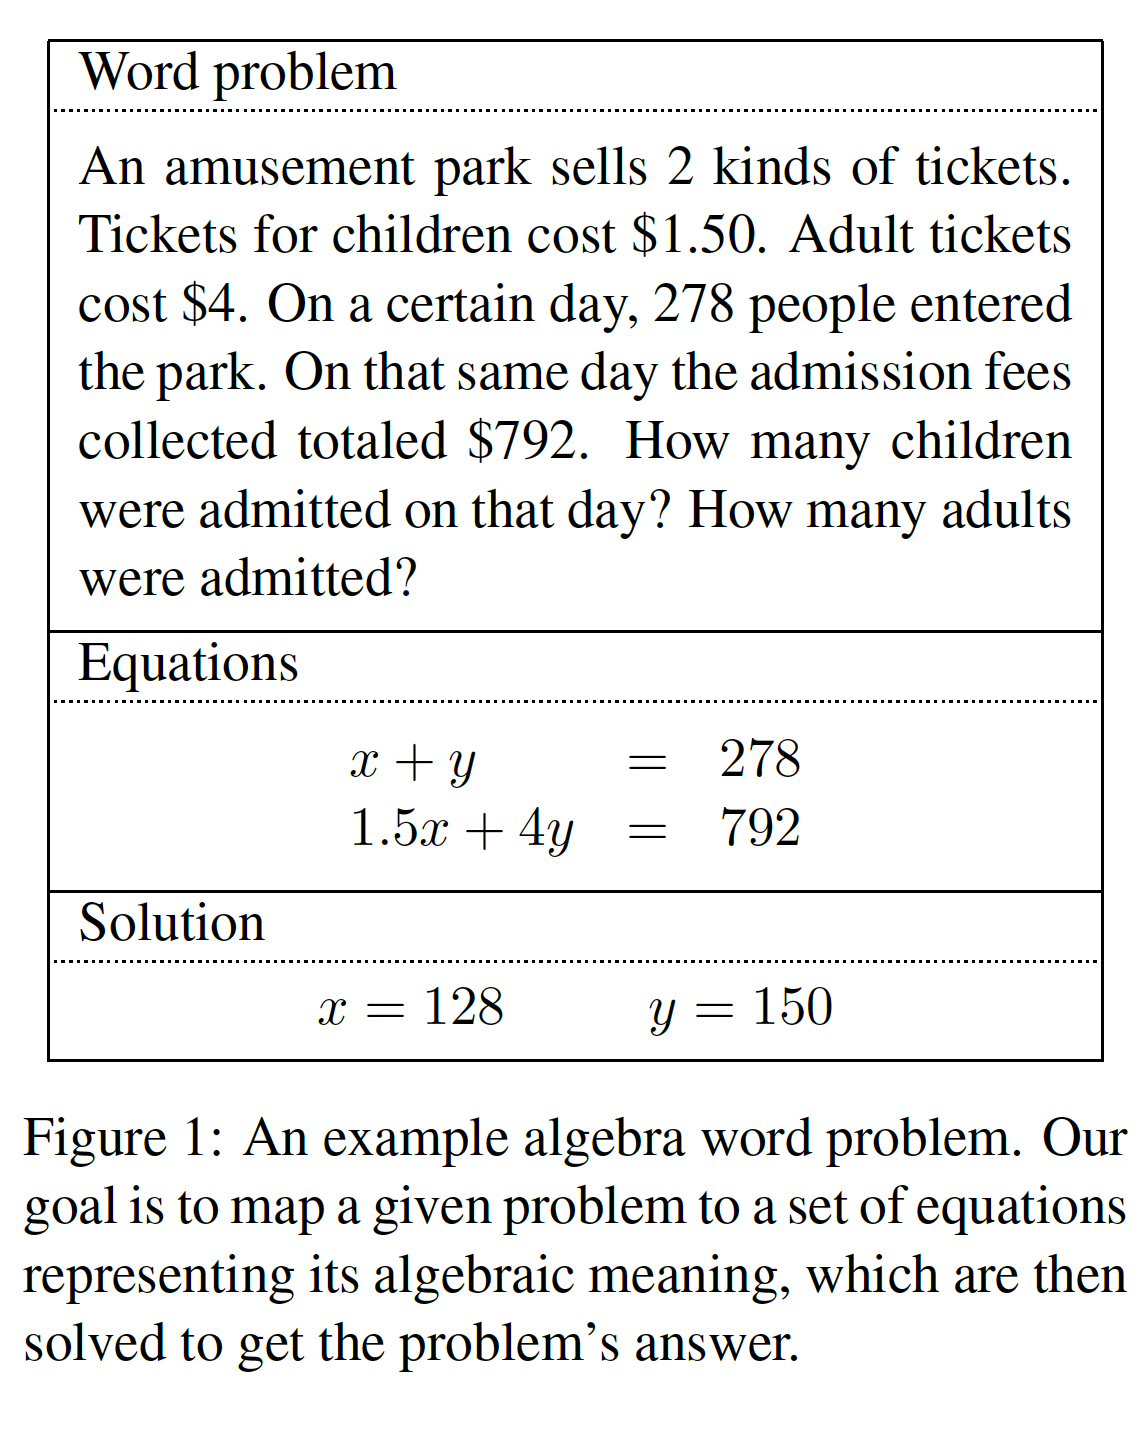 Word problem
An amusement park sells 2 kinds of tickets.
Tickets for children cost $1.50. Adult tickets
cost $4. On a certain day, 278 people entered
the park. On that same day the admission fees
collected totaled $792. How many children
were admitted on that day? How many adults
were admitted?
Equations
x + y = 278
1.5x + 4y = 792
Solution
x = 128 y = 150
Figure 1: An example algebra word problem. Our
goal is to map a given problem to a set of equations
representing its algebraic meaning, which are then
solved to get the problem’s answer.